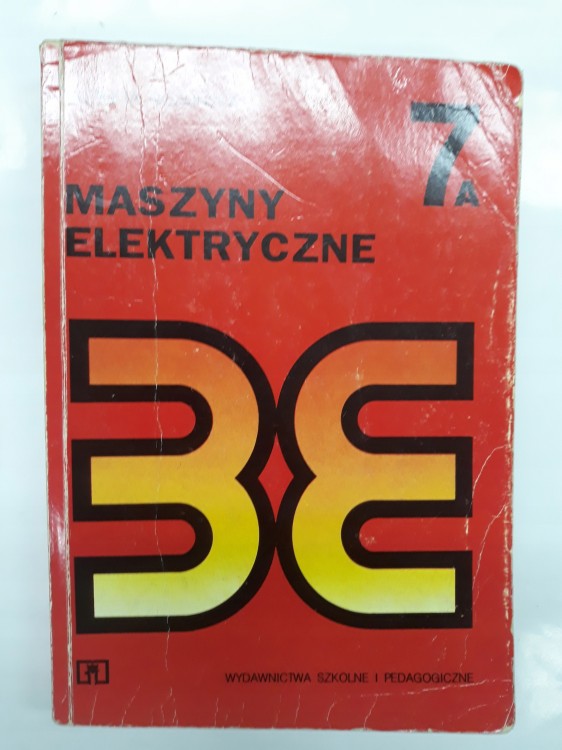 7A
MASZYNY
ELEKTRYCZNE
WYDAWNICTWA SZKOLNE I PEDAGOGICZNE